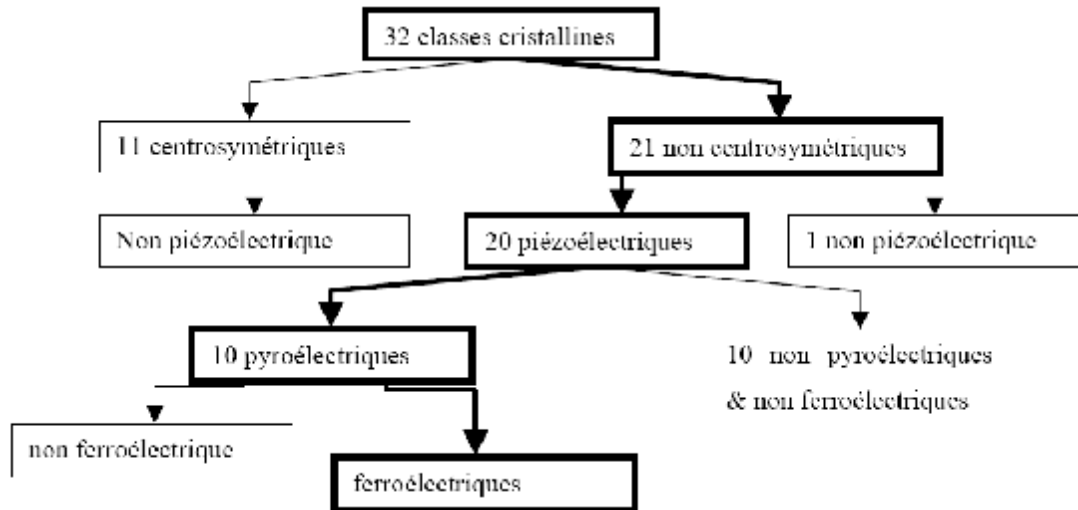 32 classes cristallines
11 centrosymétriques
21 non centrosymétriques
Non piézoélectrique
20 piézoélectriques
1 non piézoélectrique
10 pyroélectriques
10 non pyroélectriques
& non ferroélectriques
non ferroélectrique
ferroélectriques